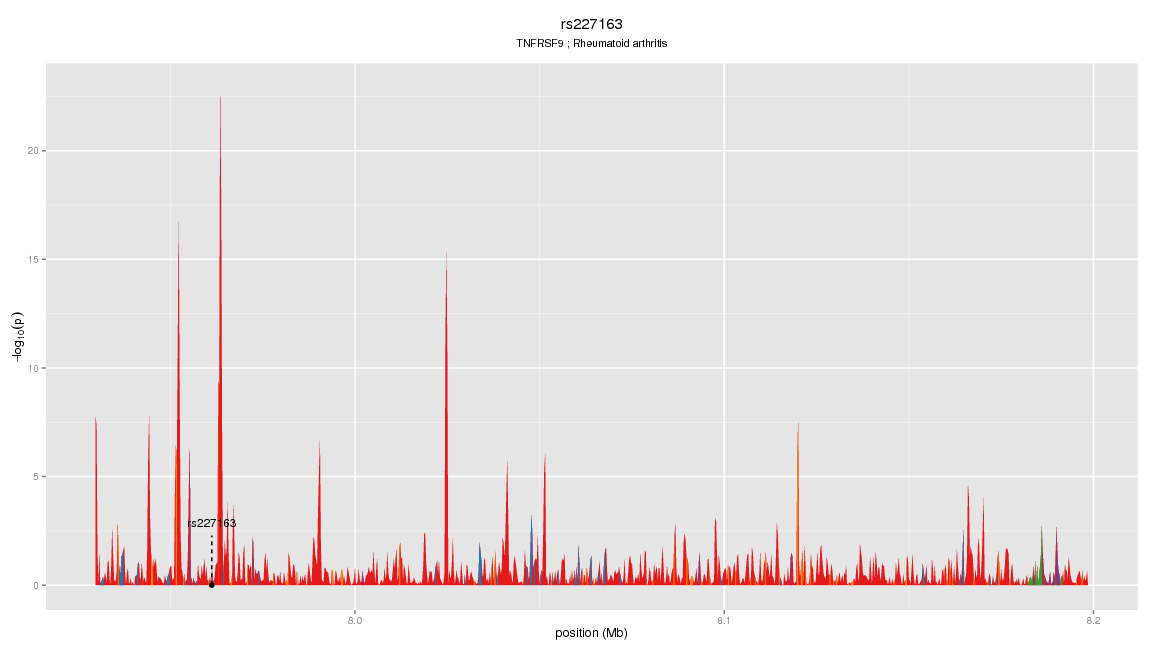 rs227163
TNFRSF9 ; Rheumatoid arthritis
20
15
10
5
0
−log10(p)
rs227163
8.0
8.1
8.2
position (Mb)